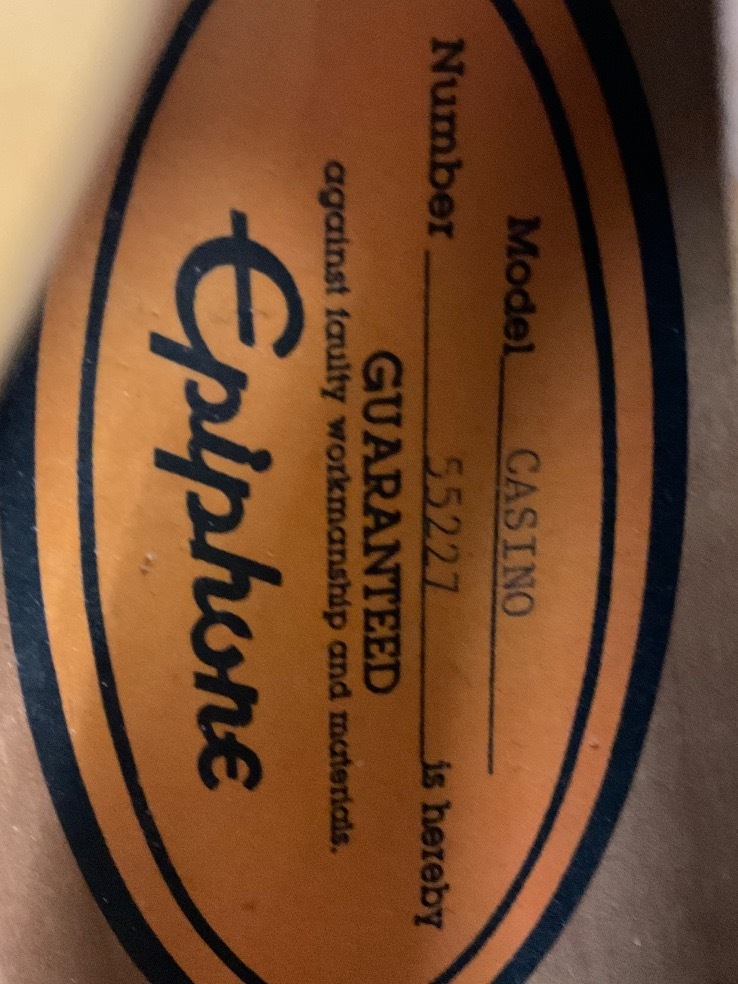 Model CASINO
Number 55227 is hereby
GUARANTEED
against faulty workmanship and materials.
Epiphone